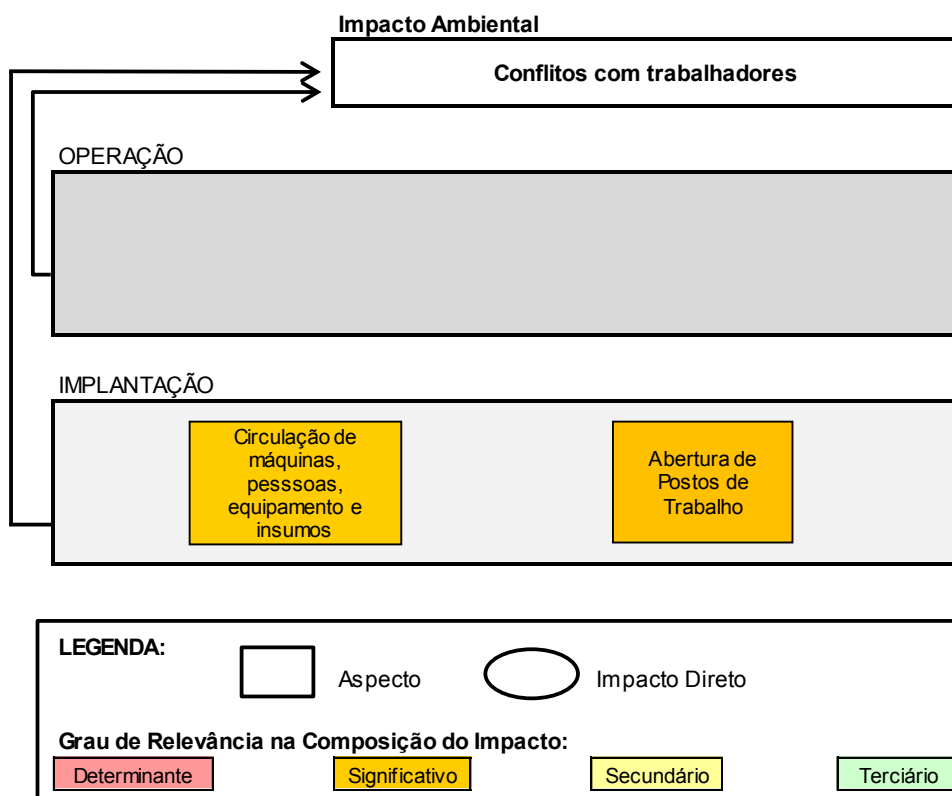 Impacto Ambiental
Conflitos com trabalhadores
OPERAÇÃO
IMPLANTAÇÃO
Circulação de
máquinas,
pesssoas,
equipamento e
insumos
Abertura de
Postos de
Trabalho
LEGENDA:
Aspecto
Impacto Direto
Grau de Relevância na Composição do Impacto:
Determinante
Significativo
Secundário
Terciário